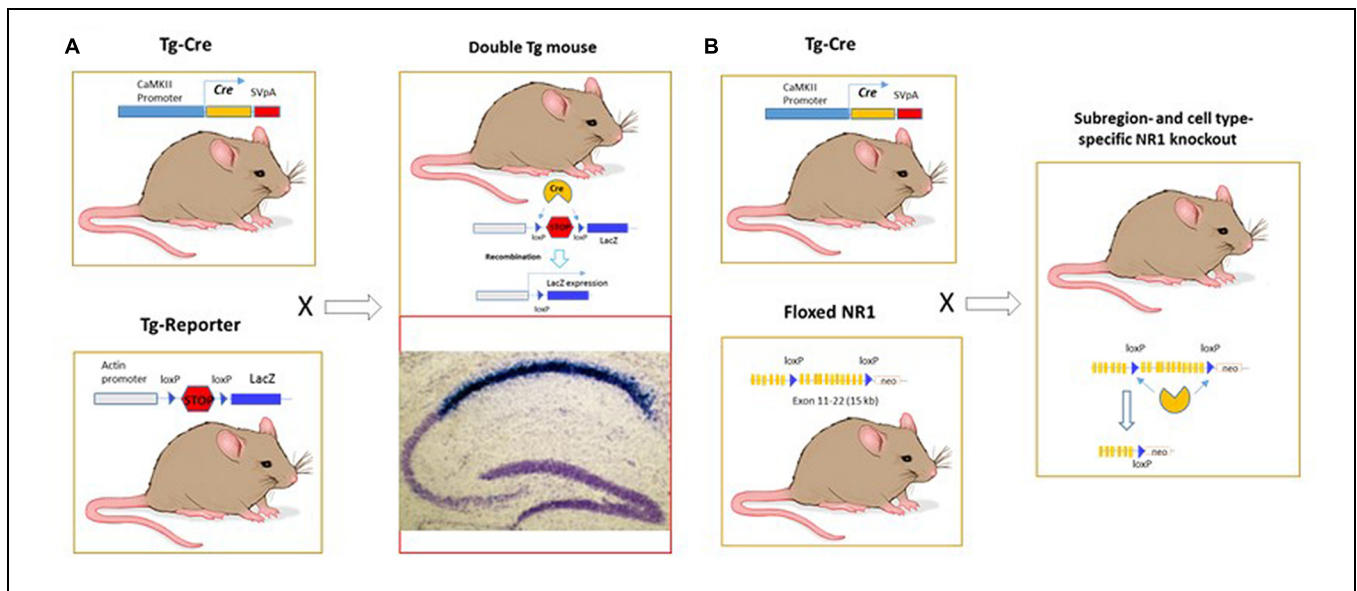 A
Tg-Cre
CaMKII
Promoter
Cre
SVpA
Tg-Reporter
Actin
promoter
loxP
STOP
loxP
LacZ
X
Double Tg mouse
Cre
loxP
STOP
loxP
LacZ
Recombination
LacZ expression
loxP
B
Tg-Cre
CaMKII
Promoter
Cre
SVpA
Floxed NR1
loxP
loxP
neo
Exon 11-22 (15 kb)
X
Subregion- and cell type-
specific NR1 knockout
loxP
loxP
neo
neo
loxP